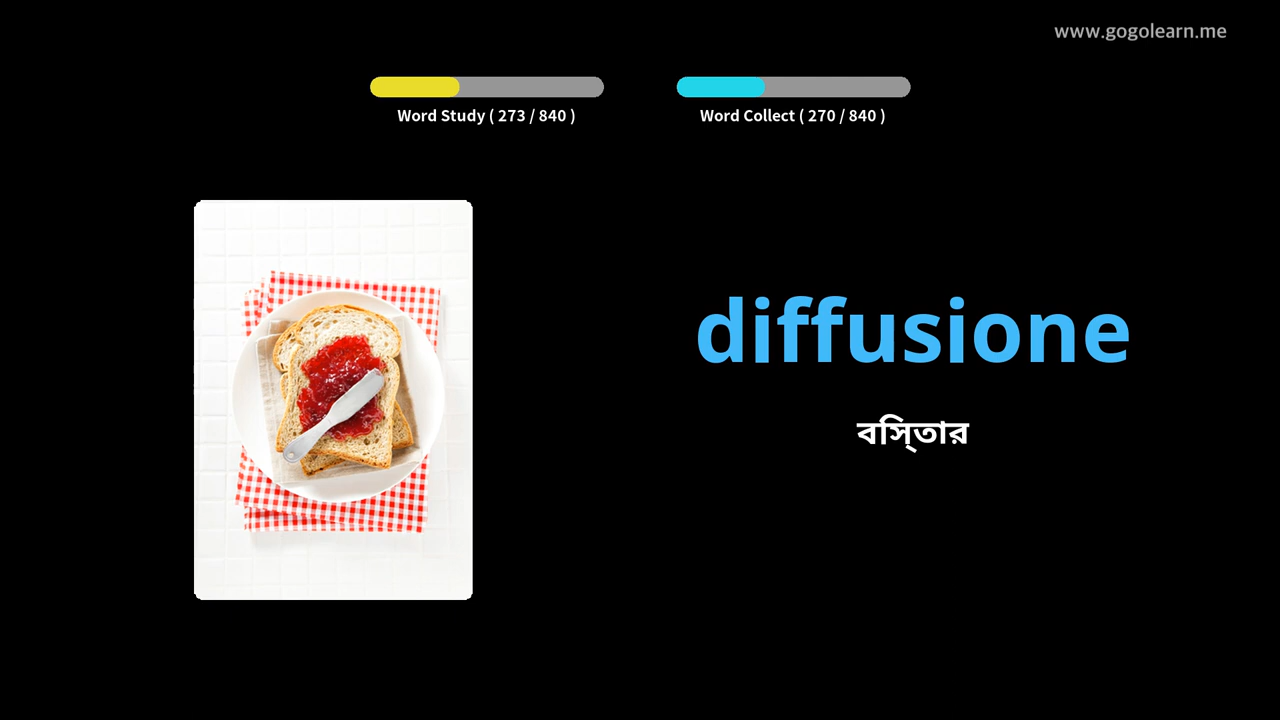 www.gogolearn.me
Word Study ( 273 / 840 )
Word Collect ( 270 / 840 )
diffusione
বিস্তার